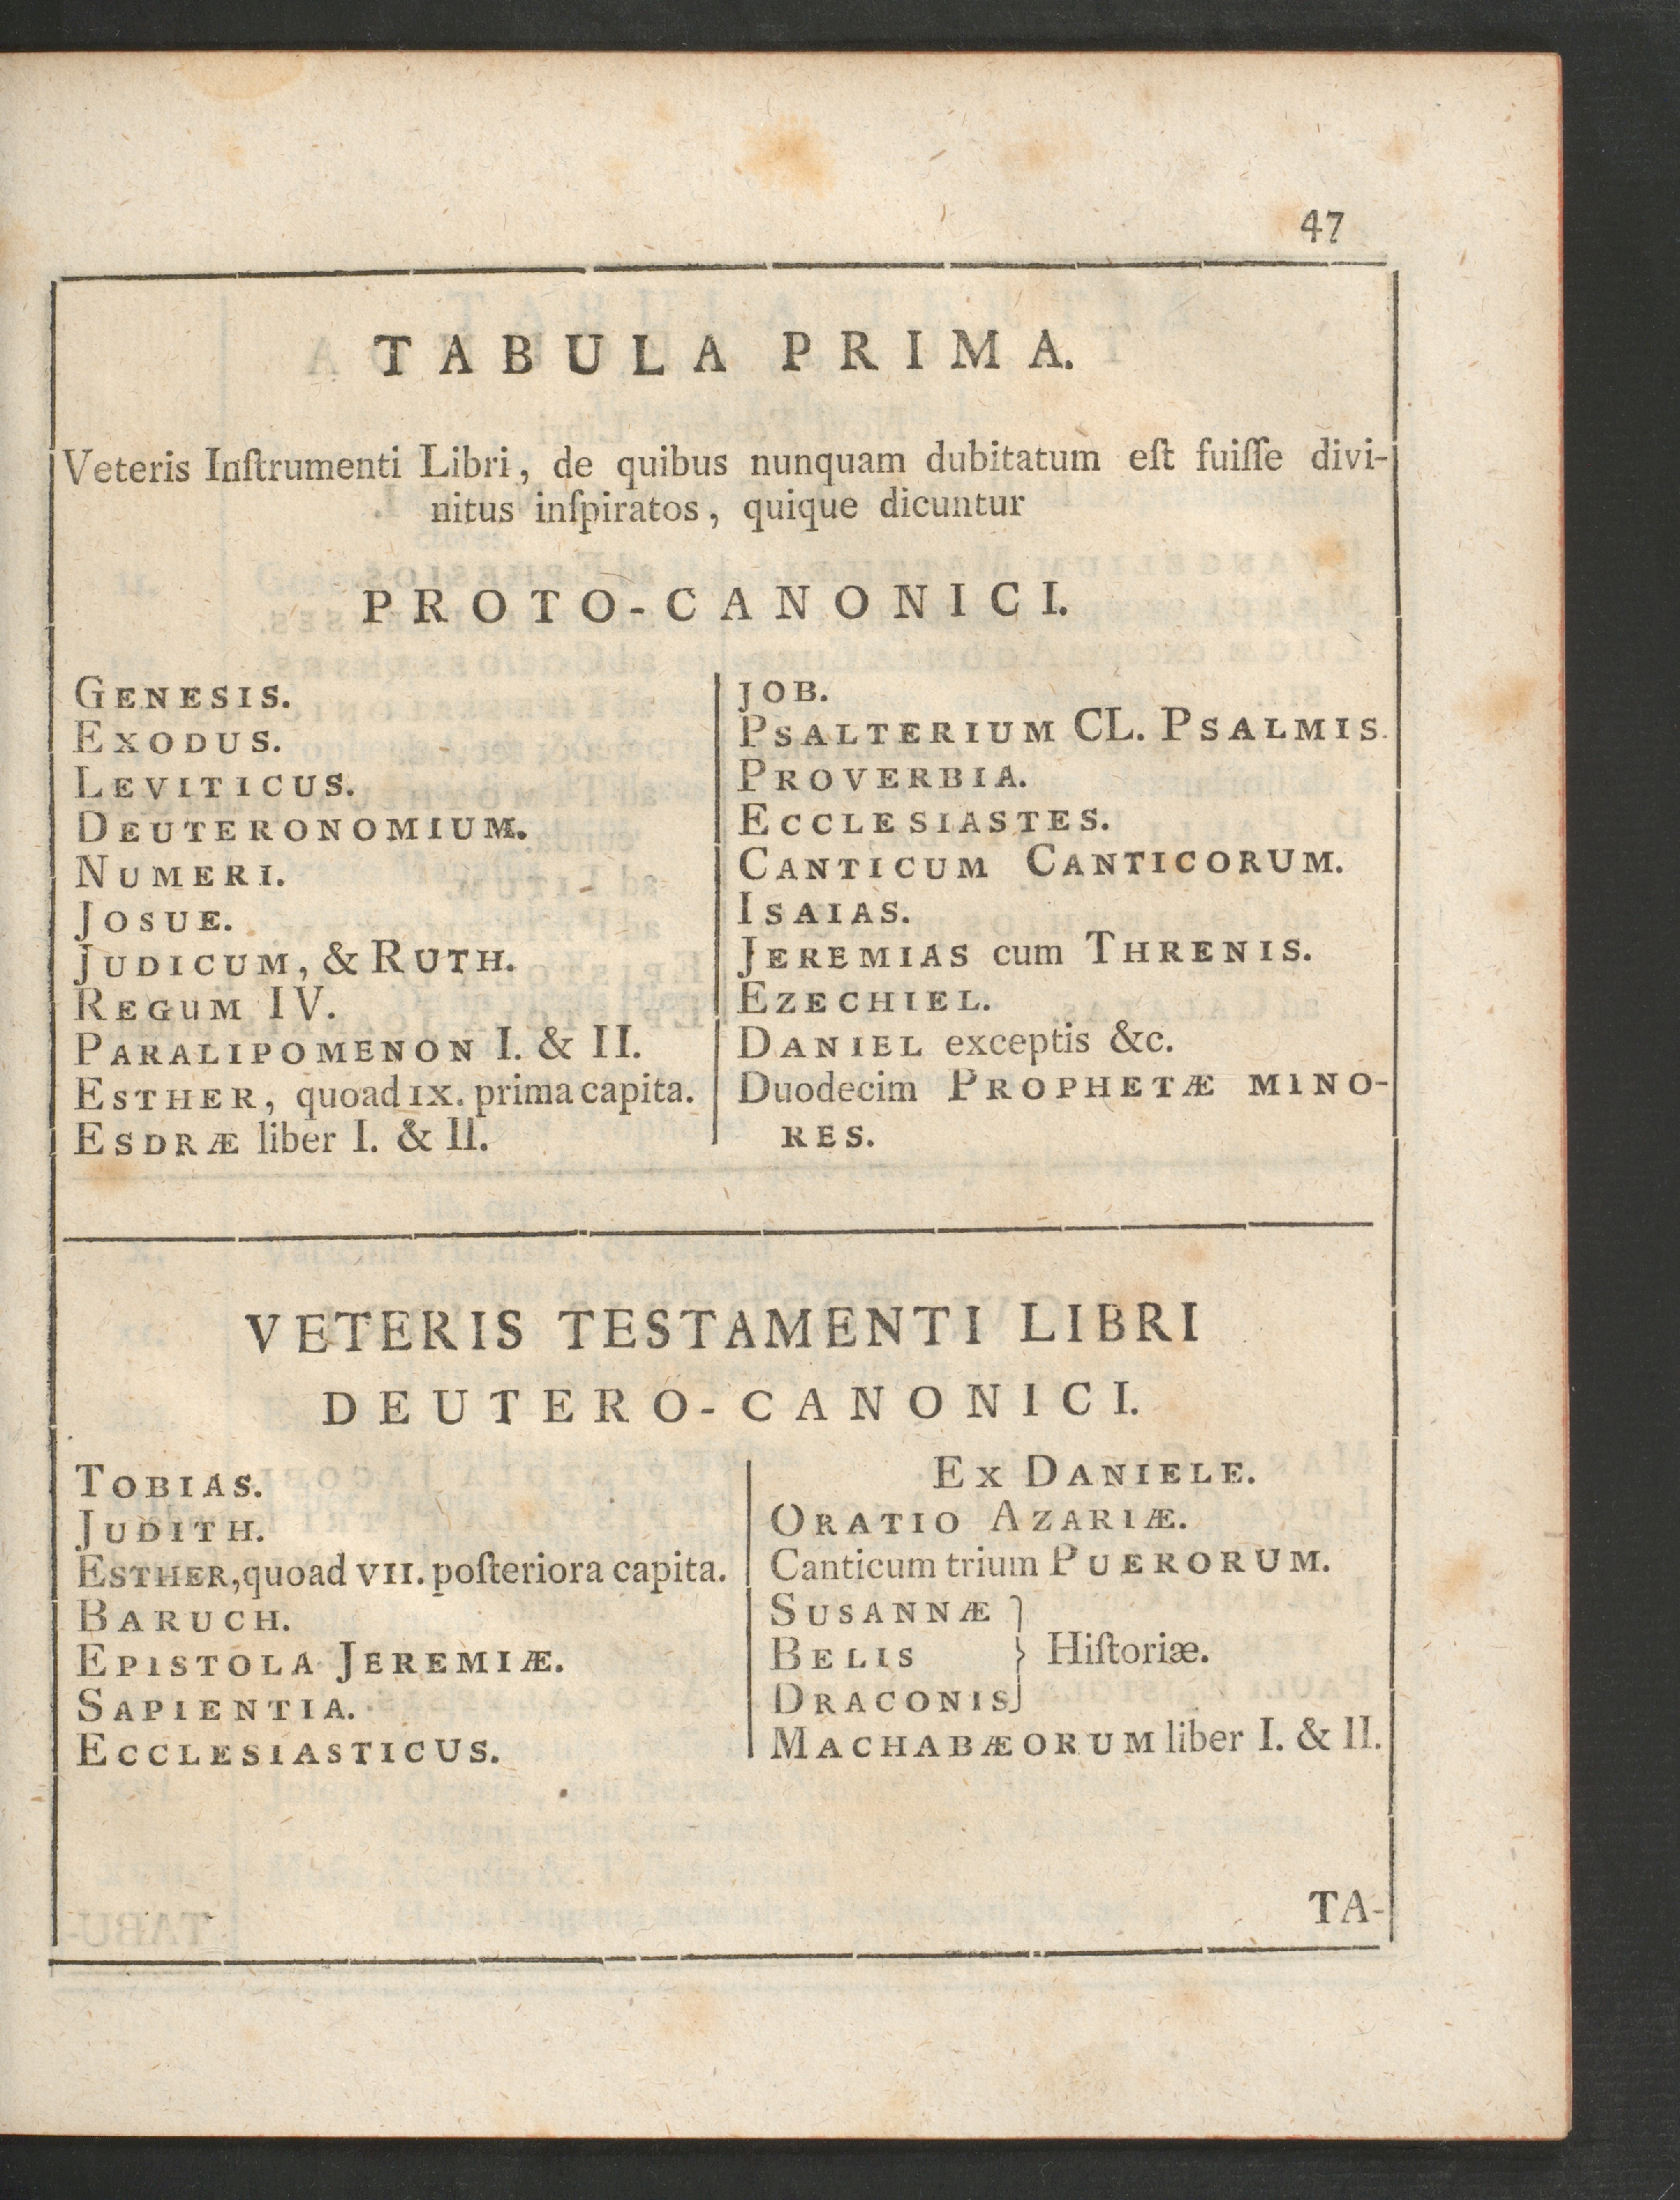 47
TABULA PRIMA.
Veteris Inſtrumenti Libri, de quibus nunquam dubitatum eſt fuiſſe divi-
nitus inſpiratos, quique dicuntur
PROTO-CANONICI.
GENESIS.
EXODUS.
LEVITICUS.
DEUTERONOMIUM.
NUMERI.
JOSUE.
JUDICUM, & RUTH.
REGUM IV.
PARALIPOMENON I. & II.
ESTHER, quoad IX. prima capita.
ESDRÆ liber I. & II.
JOB.
PSALTERIUM CL. PSALMIS.
PROVERBIA.
ECCLESIASTES.
CANTICUM CANTICORUM.
ISAIAS.
JEREMIAS cum THRENIS.
EZECHIEL.
DANIEL exceptis &c.
Duodecim PROPHETÆ MINO-
RES.
VETERIS TESTAMENTI LIBRI
DEUTERO-CANONICI.
TOBIAS.
JUDITH.
ESTHER, quoad VII. poſteriora capita.
BARUCH.
EPISTOLA JEREMIÆ.
SAPIENTIA.
ECCLESIASTICUS.
EX DANIELE.
ORATIO AZARIÆ.
Canticum trium PUERORUM.
SUSANNÆ
BELIS } Hiſtoriæ.
DRACONIS
MACHABÆORUM liber I. & II.
TA-